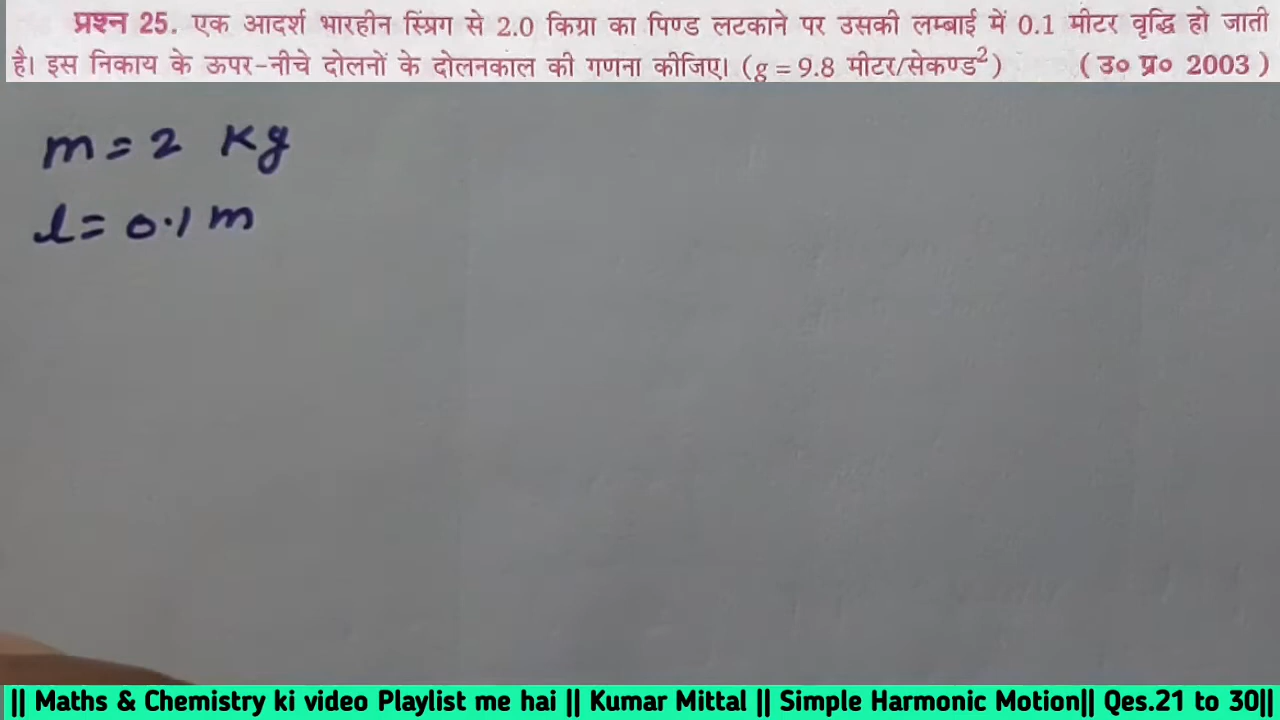 प्रश्न 25. एक आदर्श भारहीन स्प्रिंग से 2.0 किग्रा का पिण्ड लटकाने पर उसकी लम्बाई में 0.1 मीटर वृद्धि हो जाती
है। इस निकाय के ऊपर-नीचे दोलनों के दोलनकाल की गणना कीजिए। (g = 9.8 मीटर/सेकण्ड²) ( उ० प्र० 2003 )
m = 2 kg
l = 0.1 m
|| Maths & Chemistry ki video Playlist me hai || Kumar Mittal || Simple Harmonic Motion|| Qes.21 to 30||